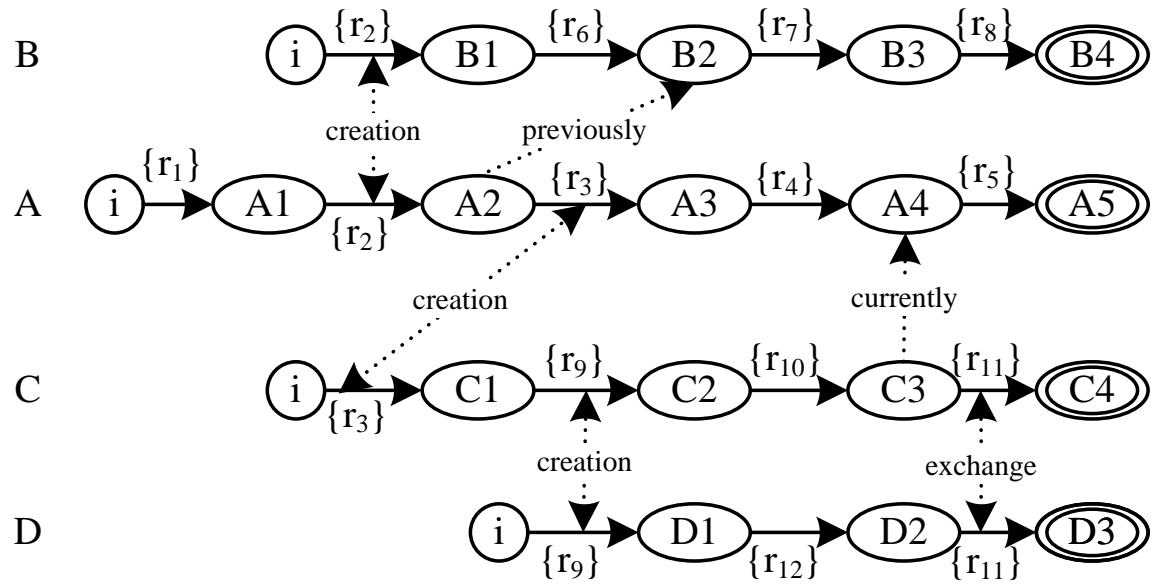 {r₂} {r₆} {r₇} {r₈}
B i B1 B2 B3 B4
creation previously
{r₁} {r₃} {r₄} {r₅}
A i A1 A2 A3 A4 A5
{r₂}
creation currently
{r₉} {r₁₀} {r₁₁}
C i C1 C2 C3 C4
{r₃}
creation exchange
D i D1 D2 D3
{r₉} {r₁₂} {r₁₁}